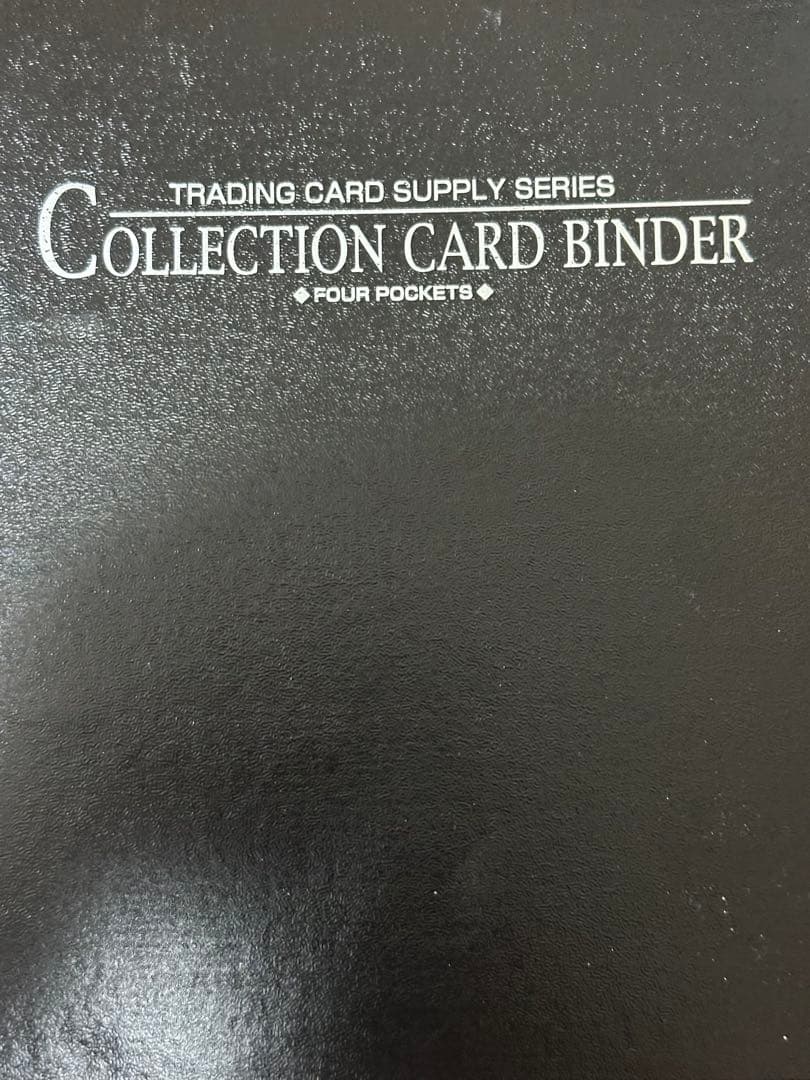 TRADING CARD SUPPLY SERIES
COLLECTION CARD BINDER
◆FOUR POCKETS◆